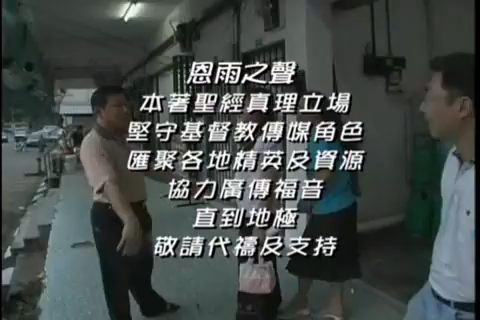 恩雨之聲
本著聖經真理立場
堅守基督教傳媒角色
匯聚各地精英及資源
協力廣傳福音
直到地極
敬請代禱及支持